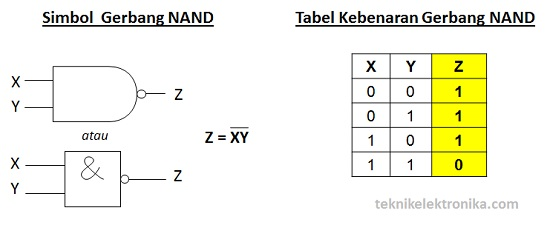 Simbol Gerbang NAND
X
Y
Z
atau
X
Y
&
Z
Z = X̅Y̅
Tabel Kebenaran Gerbang NAND
X Y Z
0 0 1
0 1 1
1 0 1
1 1 0
teknikelektronika.com